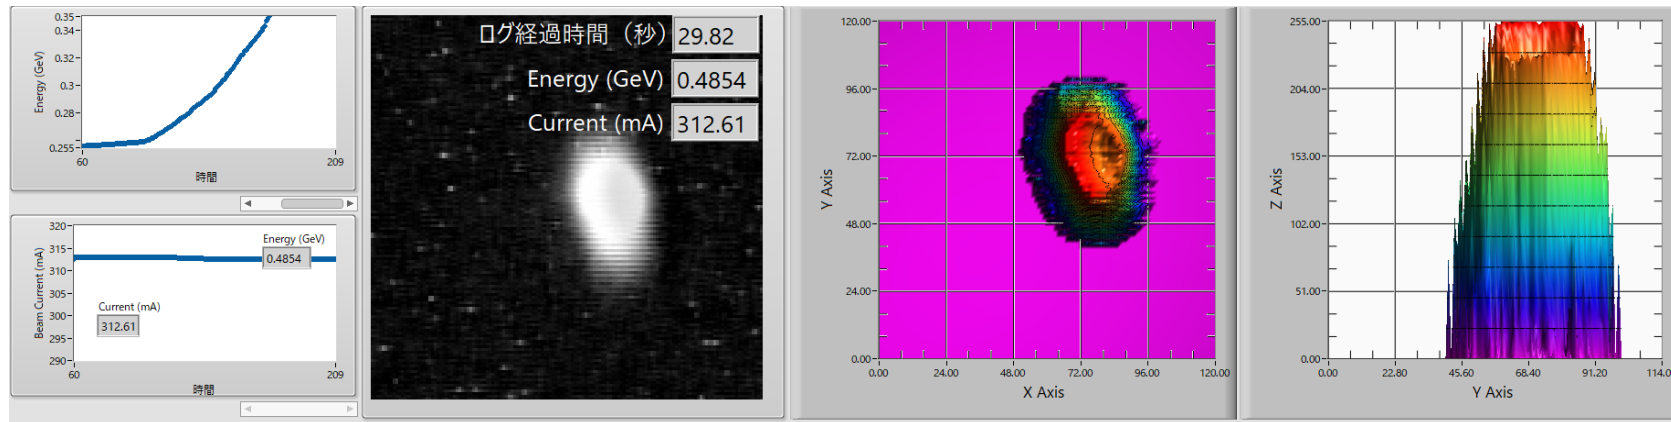 0.35
0.34
0.32
0.3
0.28
0.255
Energy (GeV)
60
209
時間
320
315
310
305
300
295
290
Beam Current (mA)
Energy (GeV)
0.4854
Current (mA)
312.61
60
209
時間
ログ経過時間（秒） 29.82
Energy (GeV) 0.4854
Current (mA) 312.61
120.00
96.00
72.00
48.00
24.00
0.00
Y Axis
0.00 24.00 48.00 72.00 96.00 120.00
X Axis
255.00
204.00
153.00
102.00
51.00
0.00
Z Axis
0.00 22.80 45.60 68.40 91.20 114.0
Y Axis